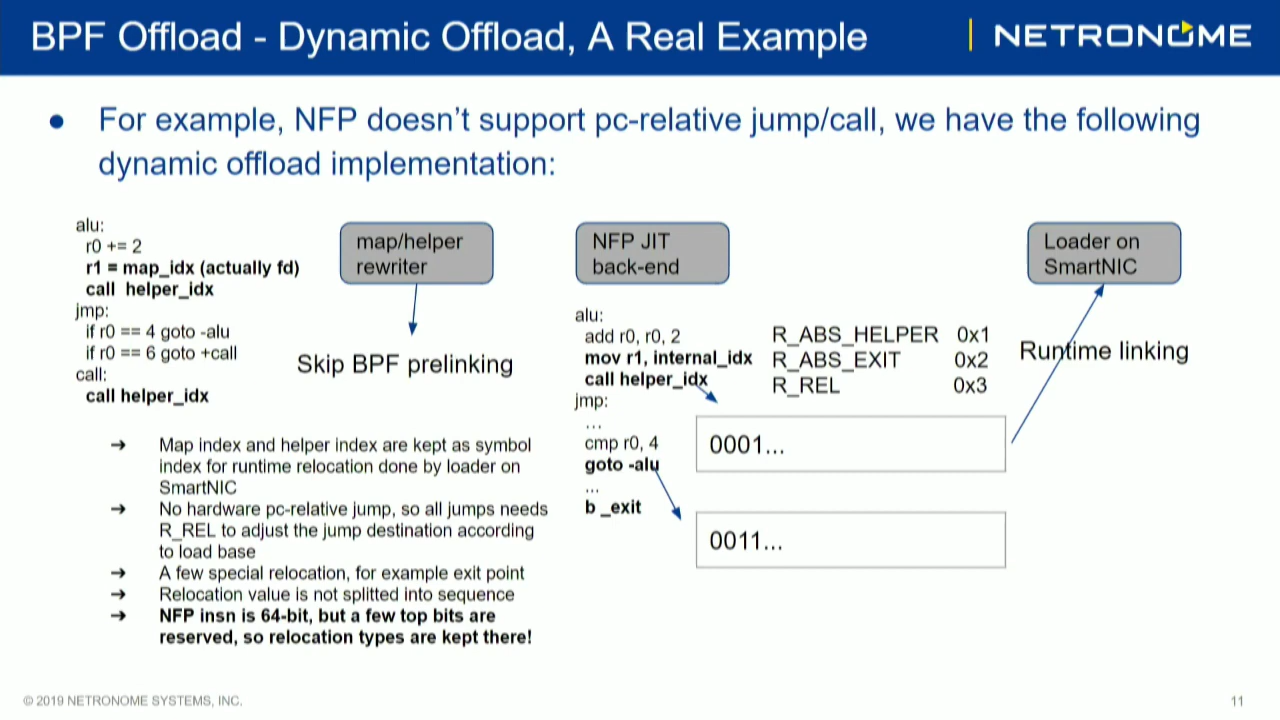 BPF Offload - Dynamic Offload, A Real Example
NETRONOME
● For example, NFP doesn't support pc-relative jump/call, we have the following
dynamic offload implementation:
alu:
r0 += 2
r1 = map_idx (actually fd)
call helper_idx
jmp:
if r0 == 4 goto -alu
if r0 == 6 goto +call
call:
call helper_idx
map/helper
rewriter
Skip BPF prelinking
NFP JIT
back-end
alu:
add r0, r0, 2
mov r1, internal_idx
call helper_idx
jmp:
...
cmp r0, 4
goto -alu
...
b _exit
R_ABS_HELPER 0x1
R_ABS_EXIT 0x2
R_REL 0x3
0001...
0011...
Loader on
SmartNIC
Runtime linking
➔ Map index and helper index are kept as symbol
index for runtime relocation done by loader on
SmartNIC
➔ No hardware pc-relative jump, so all jumps needs
R_REL to adjust the jump destination according
to load base
➔ A few special relocation, for example exit point
➔ Relocation value is not splitted into sequence
➔ NFP insn is 64-bit, but a few top bits are
reserved, so relocation types are kept there!
© 2019 NETRONOME SYSTEMS, INC.
11